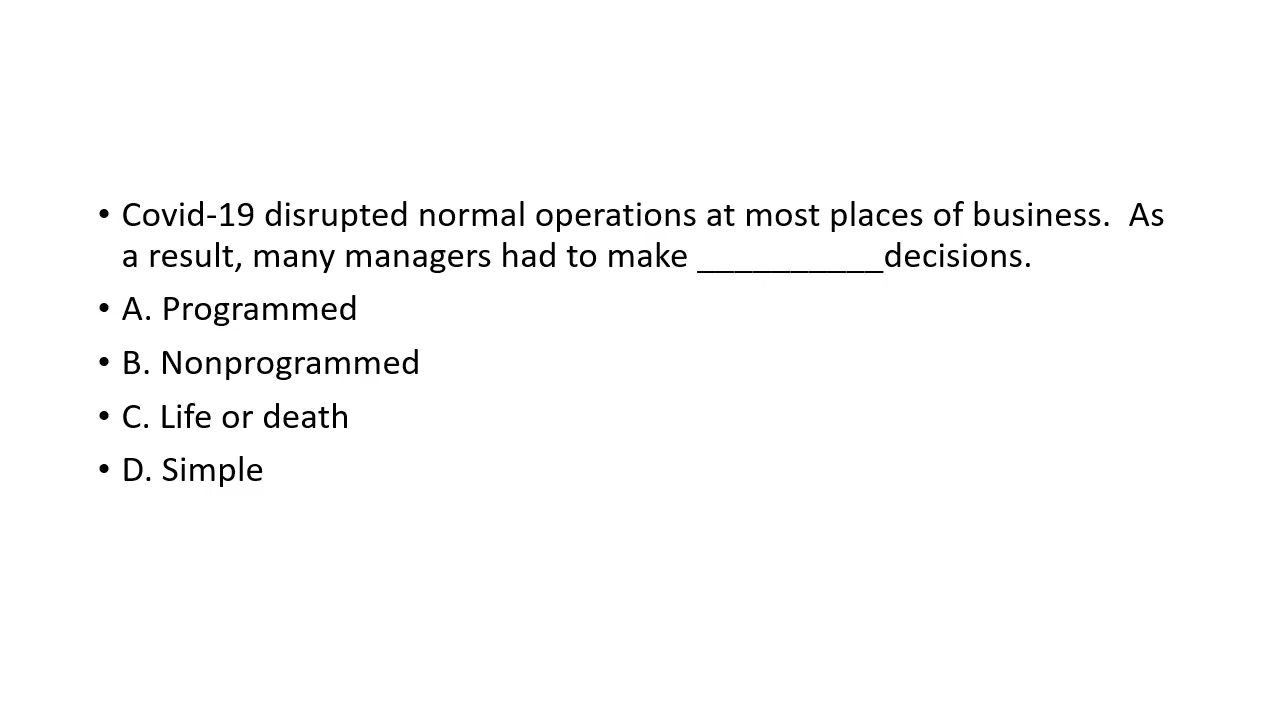 • Covid-19 disrupted normal operations at most places of business.  As
a result, many managers had to make __________decisions.
• A. Programmed
• B. Nonprogrammed
• C. Life or death
• D. Simple